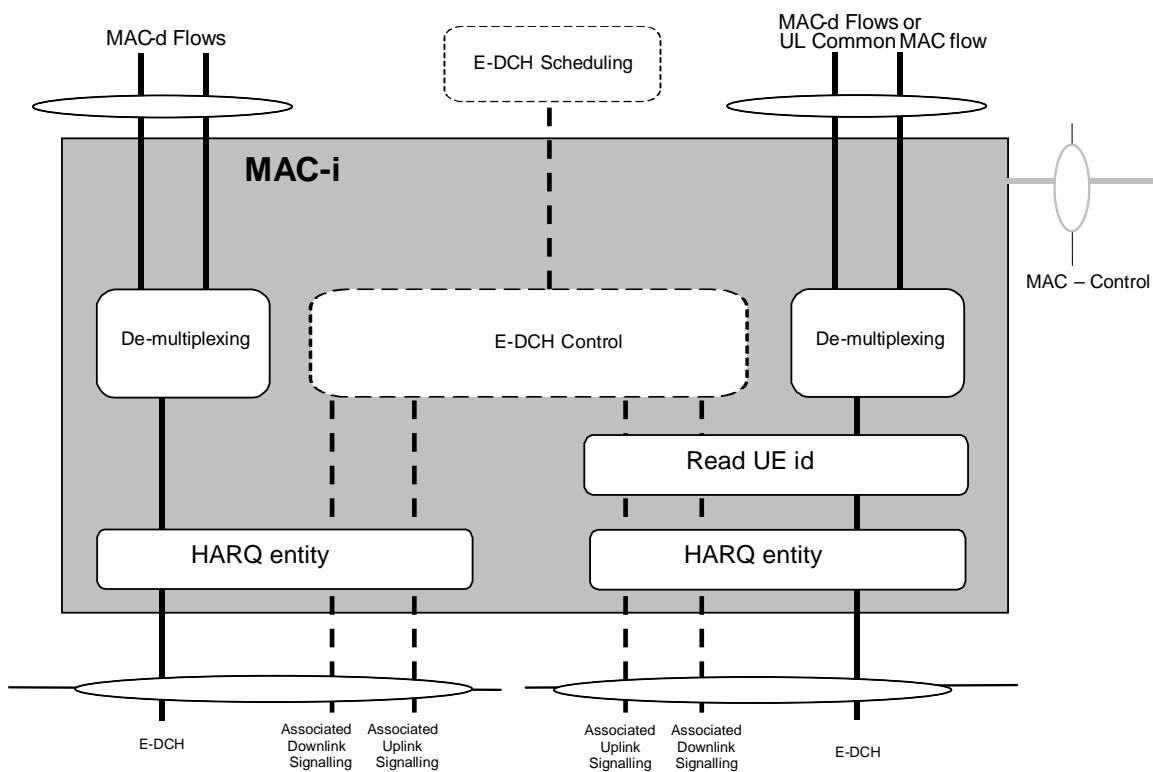 MAC-d Flows
E-DCH Scheduling
MAC-d Flows or
UL Common MAC flow
MAC-i
MAC – Control
De-multiplexing
E-DCH Control
De-multiplexing
Read UE id
HARQ entity
HARQ entity
E-DCH
Associated
Downlink
Signalling
Associated
Uplink
Signalling
Associated
Uplink
Signalling
Associated
Downlink
Signalling
E-DCH